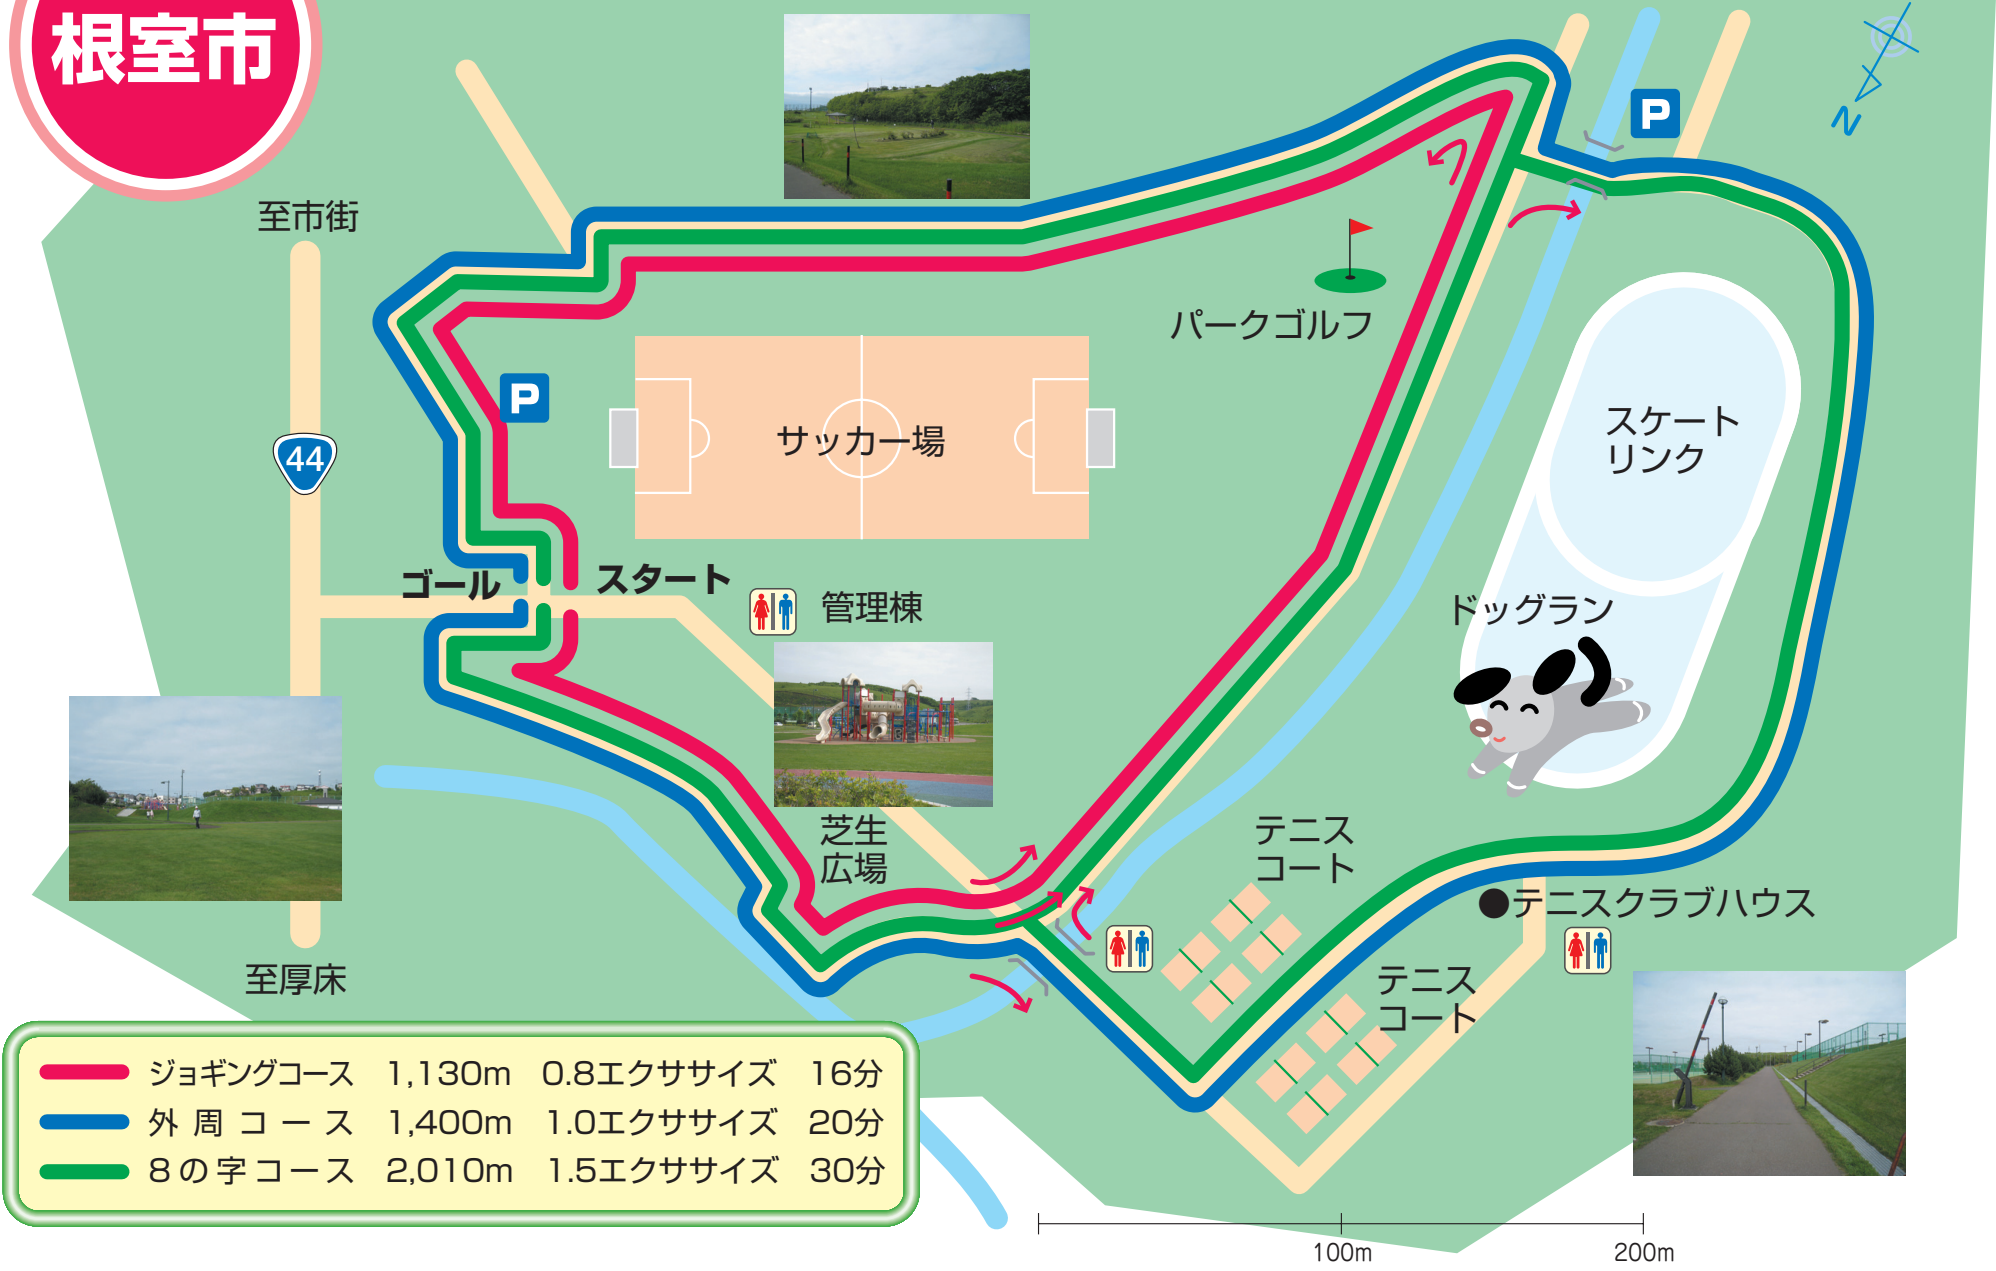 根室市
N
P
至市街
パークゴルフ
P
44
サッカー場
スケート
リンク
ゴール
スタート
管理棟
ドッグラン
芝生
広場
テニス
コート
テニスクラブハウス
至厚床
テニス
コート
ジョギングコース 1,130m 0.8エクササイズ 16分
外周コース 1,400m 1.0エクササイズ 20分
8の字コース 2,010m 1.5エクササイズ 30分
100m 200m